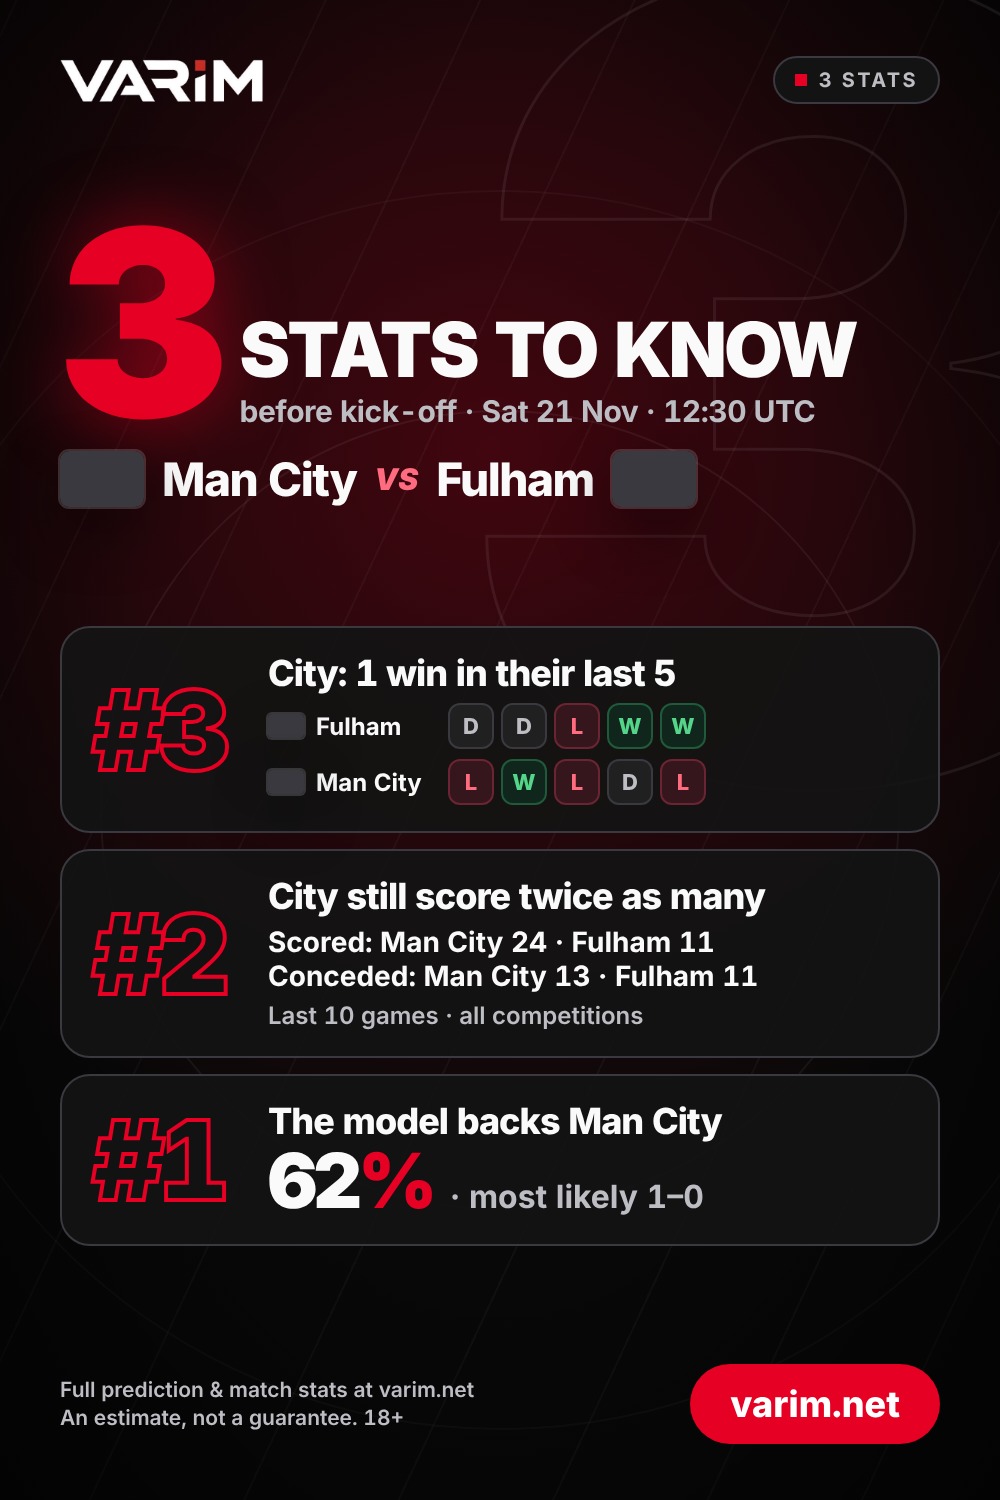 VARiM
3 STATS
3 STATS TO KNOW
before kick-off · Sat 21 Nov · 12:30 UTC
Man City vs Fulham
#3
City: 1 win in their last 5
Fulham D D L W W
Man City L W L D L
#2
City still score twice as many
Scored: Man City 24 · Fulham 11
Conceded: Man City 13 · Fulham 11
Last 10 games · all competitions
#1
The model backs Man City
62% · most likely 1–0
Full prediction & match stats at varim.net
An estimate, not a guarantee. 18+
varim.net